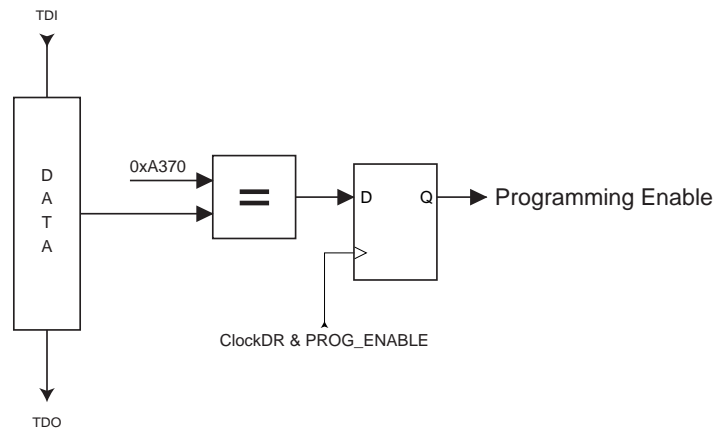 TDI
D
A
T
A
0xA370
=
D
Q
Programming Enable
ClockDR & PROG_ENABLE
TDO